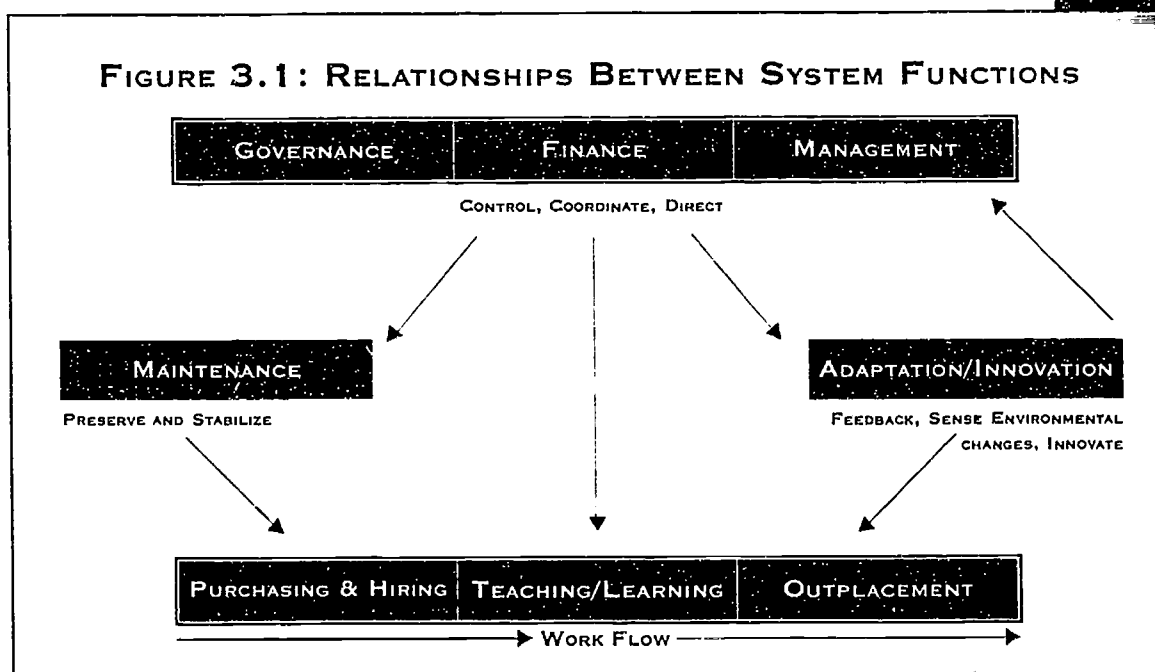 FIGURE 3.1: RELATIONSHIPS BETWEEN SYSTEM FUNCTIONS
GOVERNANCE FINANCE MANAGEMENT
CONTROL, COORDINATE, DIRECT
MAINTENANCE ADAPTATION/INNOVATION
PRESERVE AND STABILIZE FEEDBACK, SENSE ENVIRONMENTAL
CHANGES, INNOVATE
PURCHASING & HIRING TEACHING/LEARNING OUTPLACEMENT
WORK FLOW